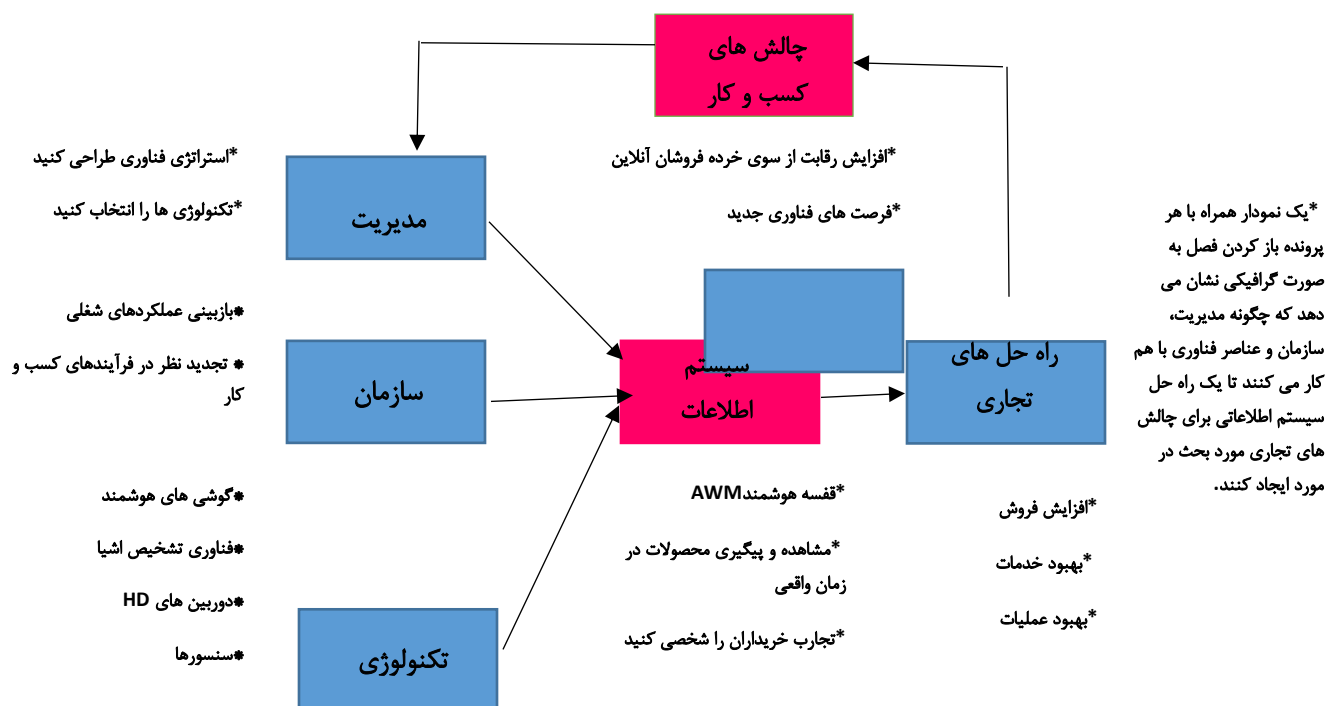 چالش های
کسب و کار
*استراتژی فناوری طراحی کنید
*تکنولوژی ها را انتخاب کنید
مدیریت
*افزایش رقابت از سوی خرده فروشان آنلاین
*فرصت های فناوری جدید
*یک نمودار همراه با هر
پرونده باز کردن فصل به
صورت گرافیکی نشان می
دهد که چگونه مدیریت،
سازمان و عناصر فناوری با هم
کار می کنند تا یک راه حل
سیستم اطلاعاتی برای چالش
های تجاری مورد بحث در
مورد ایجاد کنند.
*بازبینی عملکردهای شغلی
* تجدید نظر در فرآیندهای کسب و
کار
سازمان
سیستم
اطلاعات
راه حل های
تجاری
*گوشی های هوشمند
*فناوری تشخیص اشیا
*دوربین های HD
*سنسورها
تکنولوژی
*قفسه هوشمندAWM
*مشاهده و پیگیری محصولات در
زمان واقعی
*تجارب خریداران را شخصی کنید
*افزایش فروش
*بهبود خدمات
*بهبود عملیات